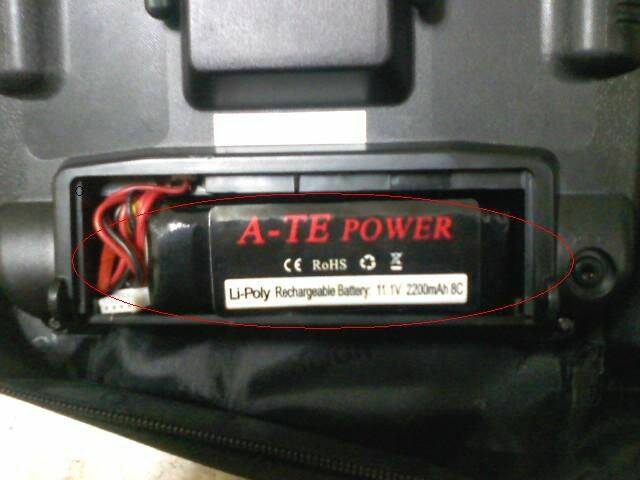 A-TE POWER
CE RoHS
Li-Poly Rechargeable Battery: 11.1V 2200mAh 8C